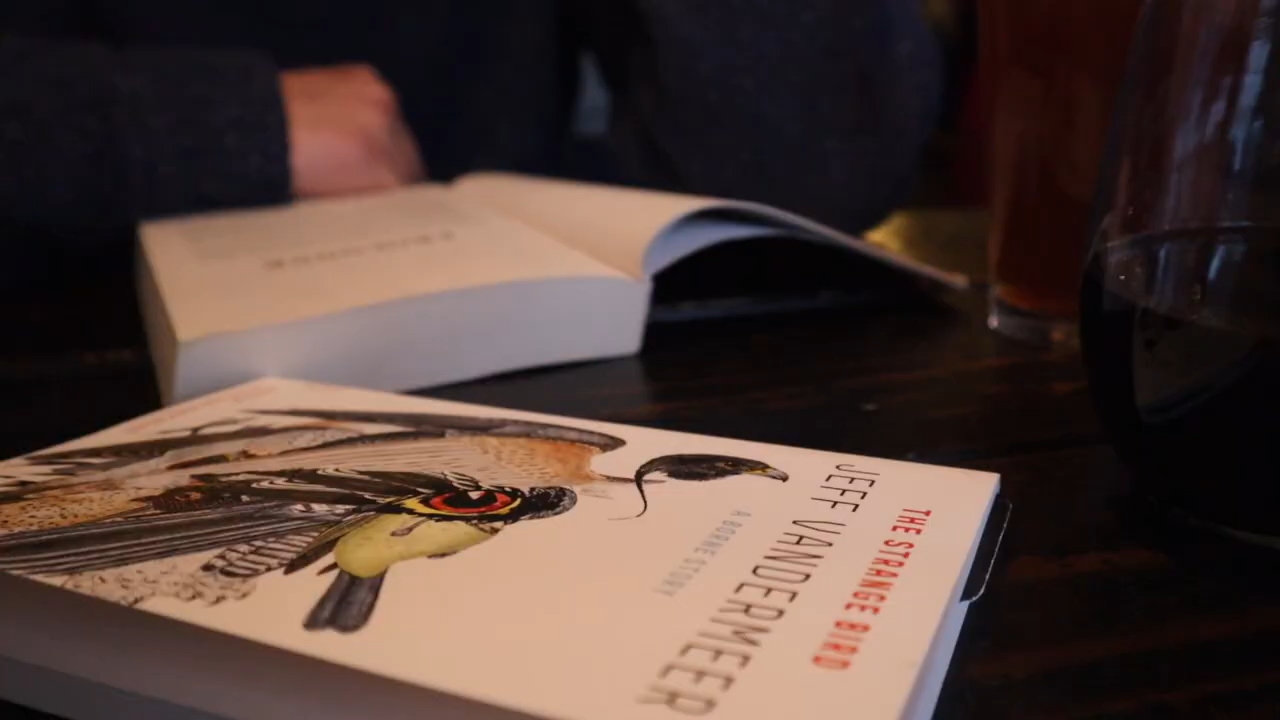 THE STRANGE BIRD
JEFF VANDERMEER
A BORNE STORY